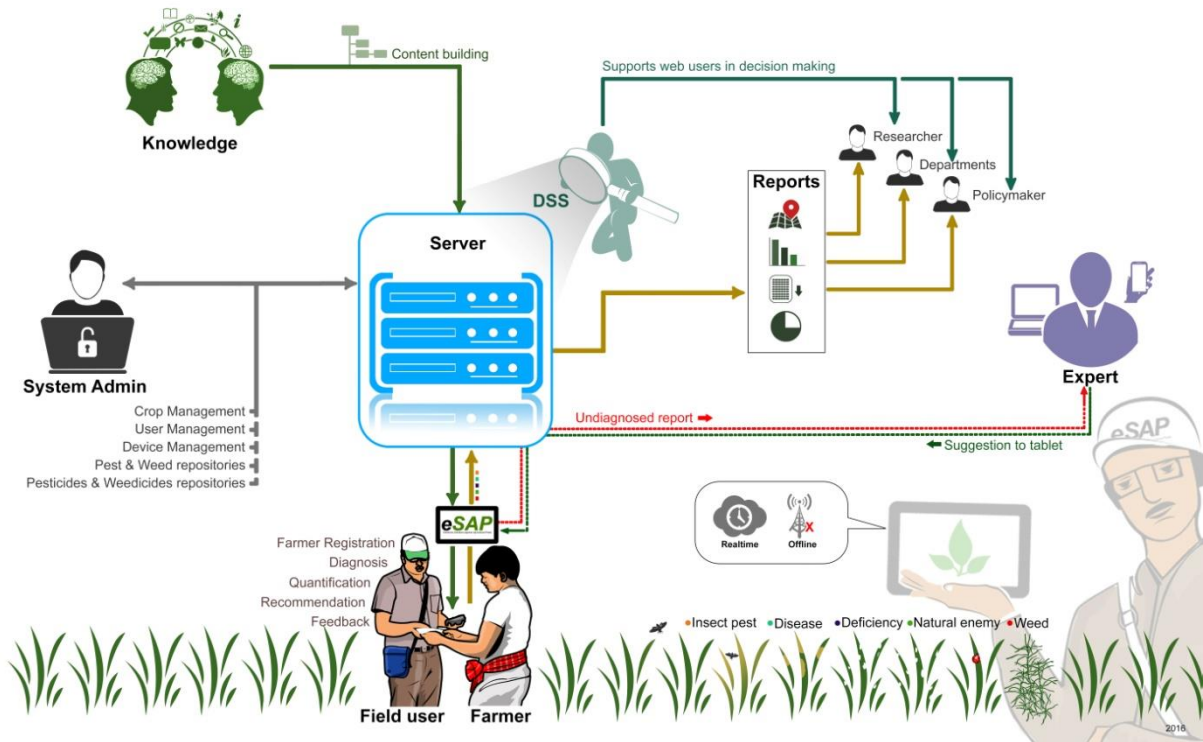 Content building
Knowledge
Supports web users in decision making
Researcher
Departments
Policymaker
DSS
Reports
Server
System Admin
Crop Management
User Management
Device Management
Pest & Weed repositories
Pesticides & Weedicides repositories
Expert
Undiagnosed report
Suggestion to tablet
eSAP
eSAP
Realtime
Offline
Farmer Registration
Diagnosis
Quantification
Recommendation
Feedback
Insect pest Disease Deficiency Natural enemy Weed
Field user
Farmer
2016